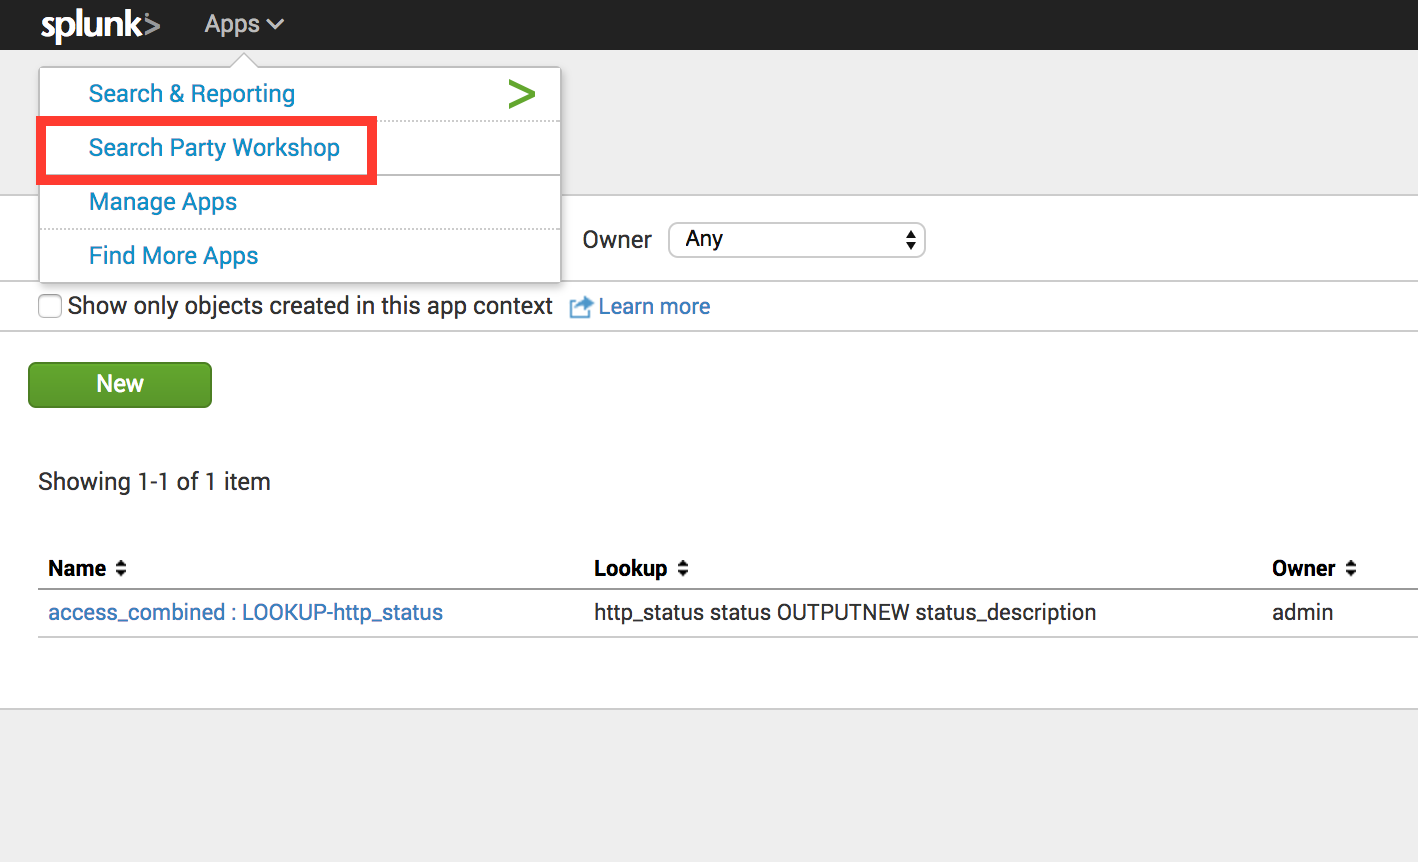 splunk> Apps
Search & Reporting
Search Party Workshop
Manage Apps
Find More Apps
Owner Any
Show only objects created in this app context Learn more
New
Showing 1-1 of 1 item
Name Lookup Owner
access_combined : LOOKUP-http_status http_status status OUTPUTNEW status_description admin